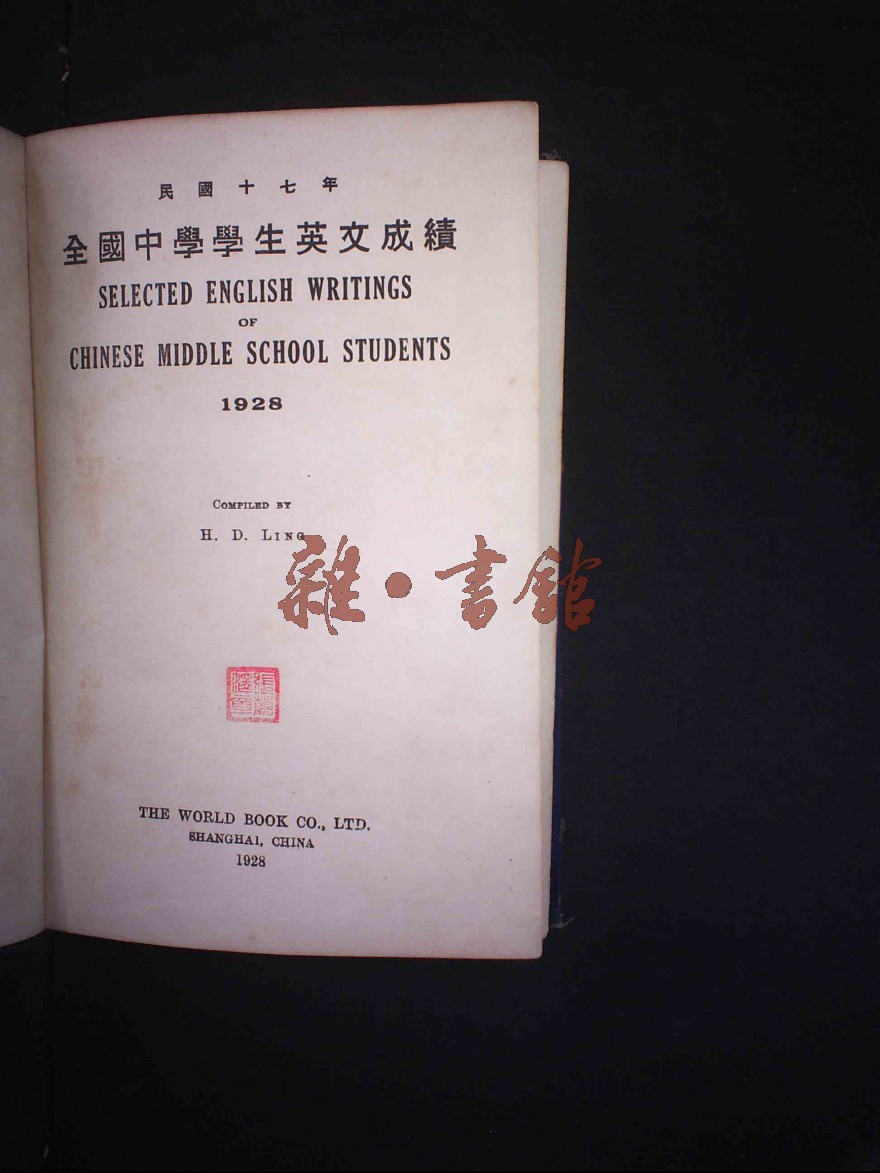 民國十七年
全國中學學生英文成績
SELECTED ENGLISH WRITINGS
OF
CHINESE MIDDLE SCHOOL STUDENTS
1928
COMPILED BY
H. D. LING
雜·書館
THE WORLD BOOK CO., LTD.
SHANGHAI, CHINA
1928